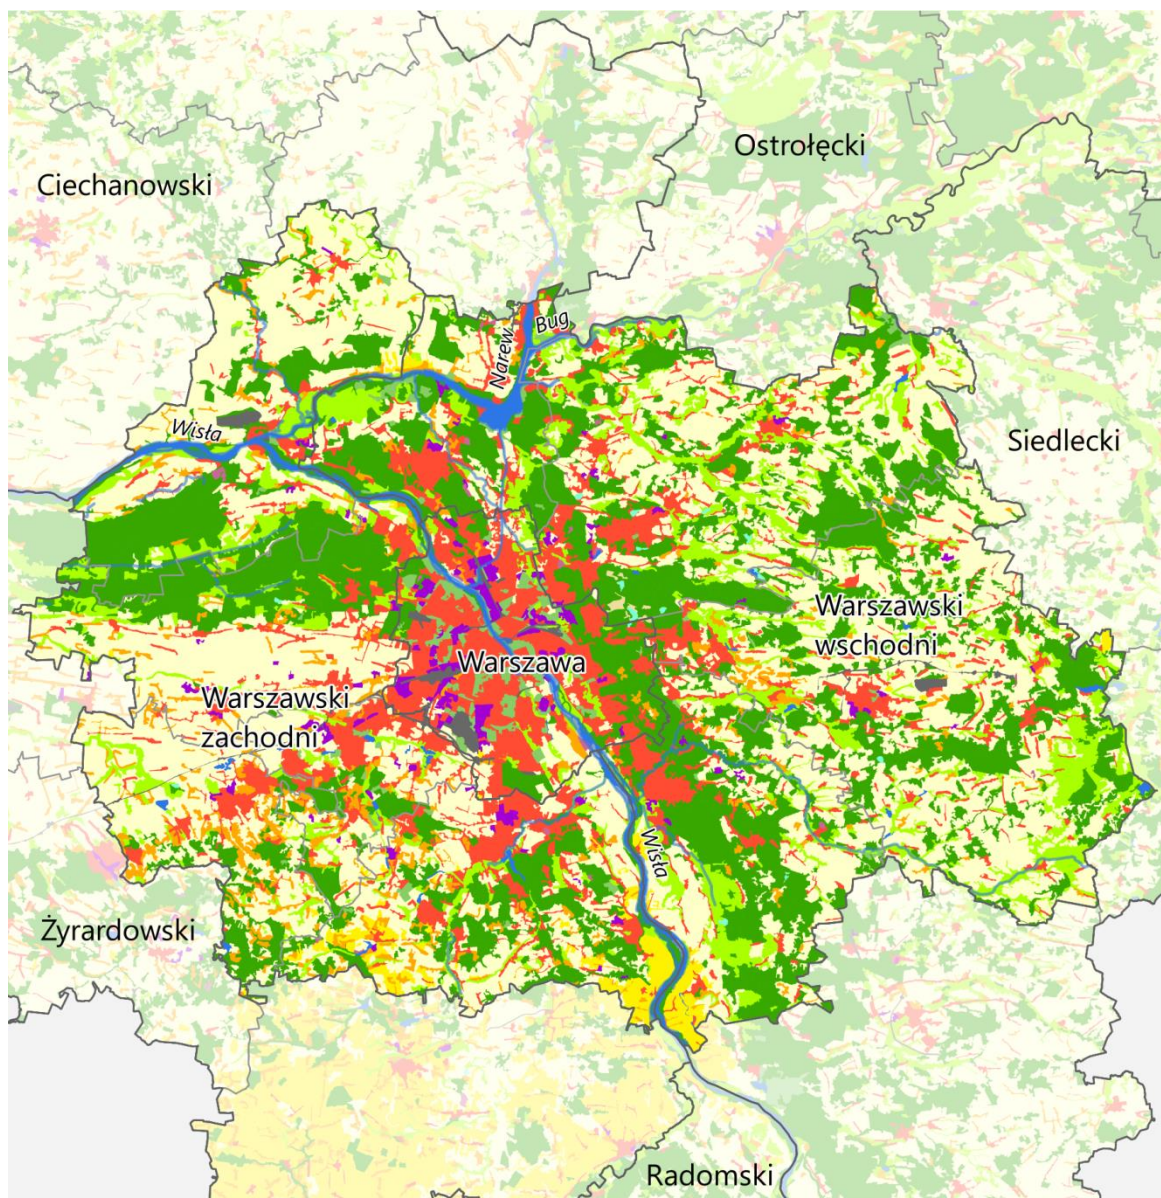 Ostrołęcki
Ciechanowski
Narew
Bug
Wisła
Siedlecki
Warszawski
wschodni
Warszawa
Warszawski
zachodni
Wisła
Żyrardowski
Radomski